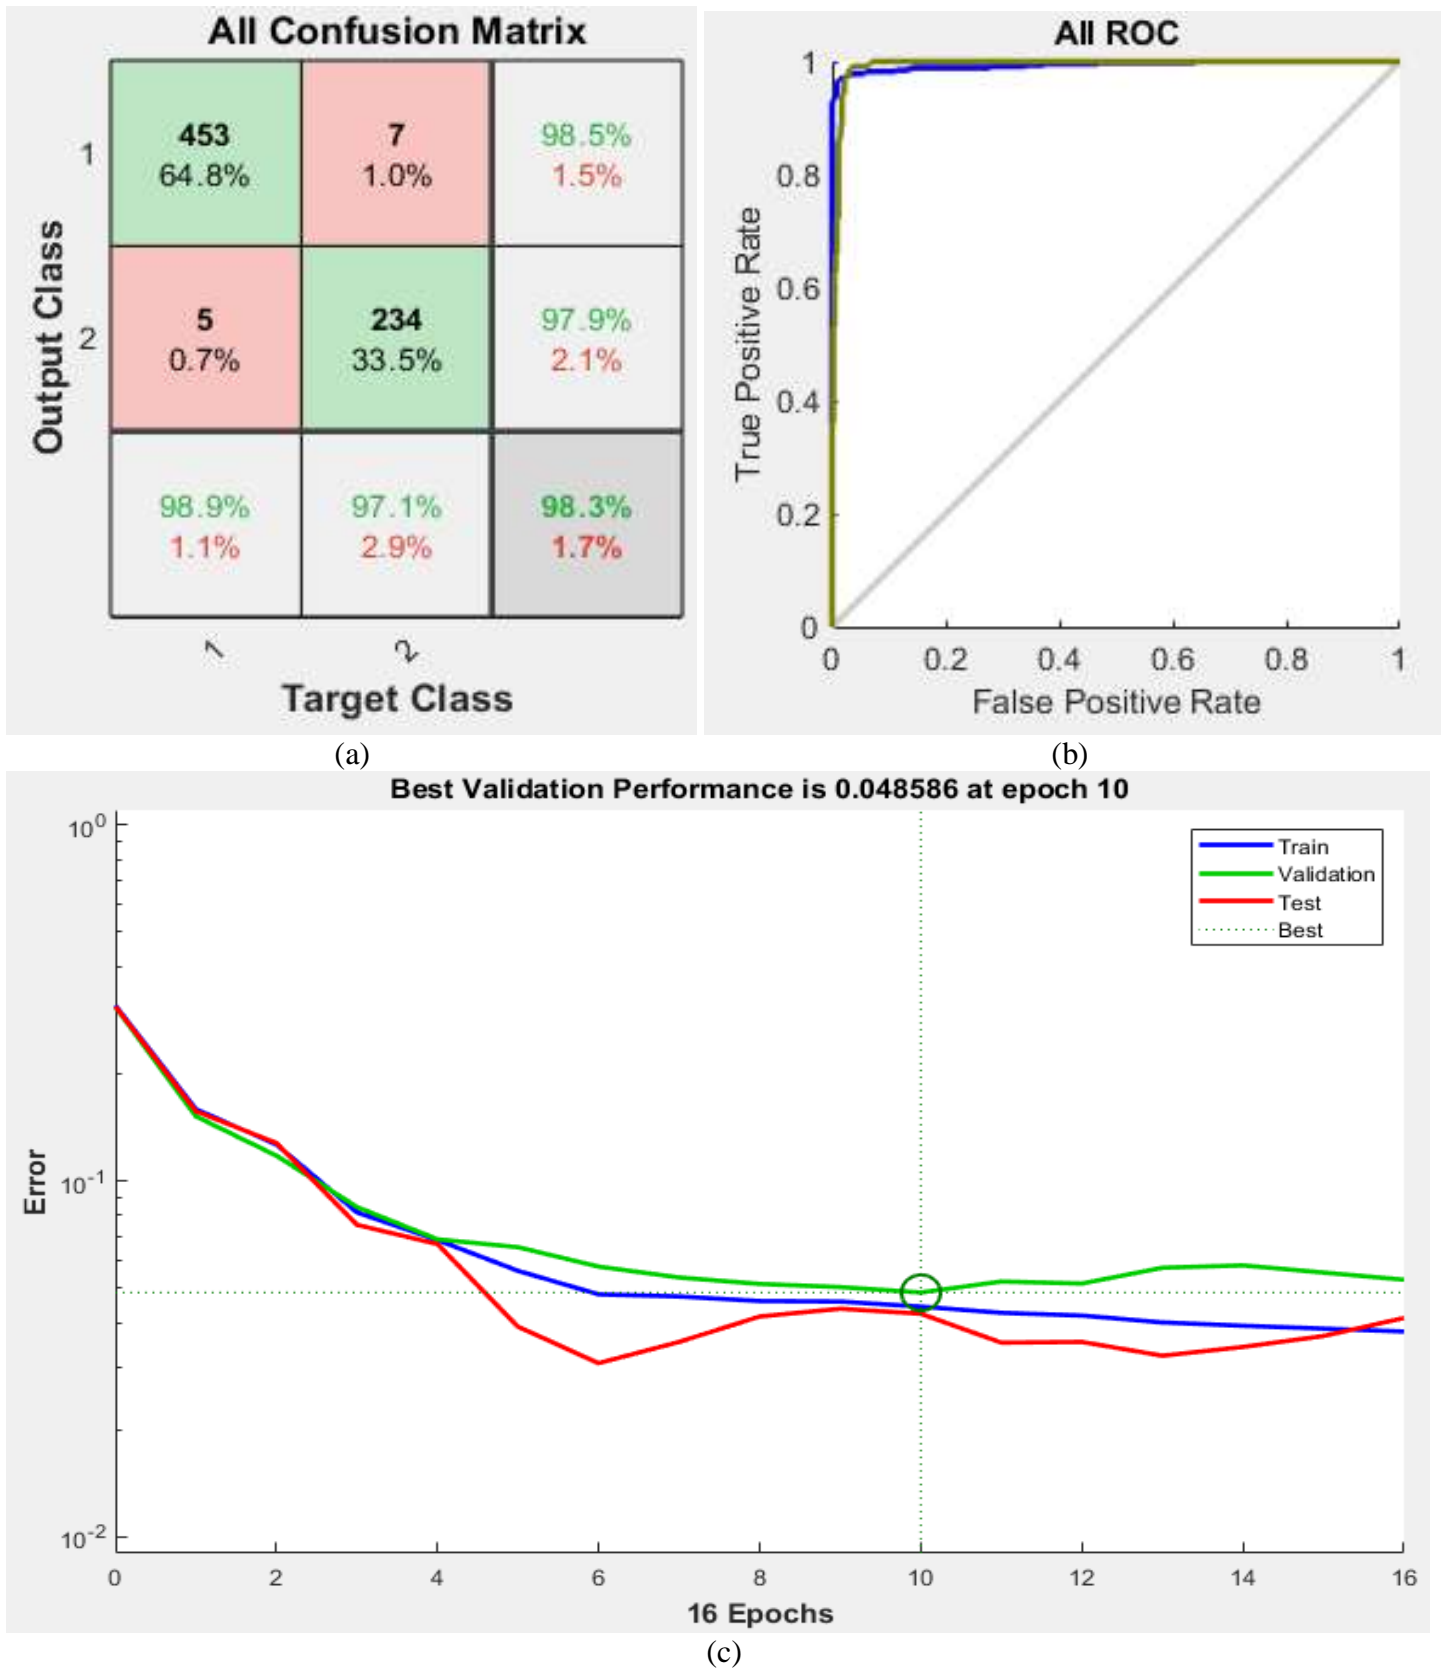 All Confusion Matrix
453
64.8%
7
1.0%
98.5%
1.5%
1
5
0.7%
234
33.5%
97.9%
2.1%
2
98.9%
1.1%
97.1%
2.9%
98.3%
1.7%
1
2
Output Class
Target Class
(a)
All ROC
1
0.8
0.6
0.4
0.2
0
0
0.2
0.4
0.6
0.8
1
True Positive Rate
False Positive Rate
(b)
Best Validation Performance is 0.048586 at epoch 10
10^0
10^-1
10^-2
Error
Train
Validation
Test
Best
0
2
4
6
8
10
12
14
16
16 Epochs
(c)